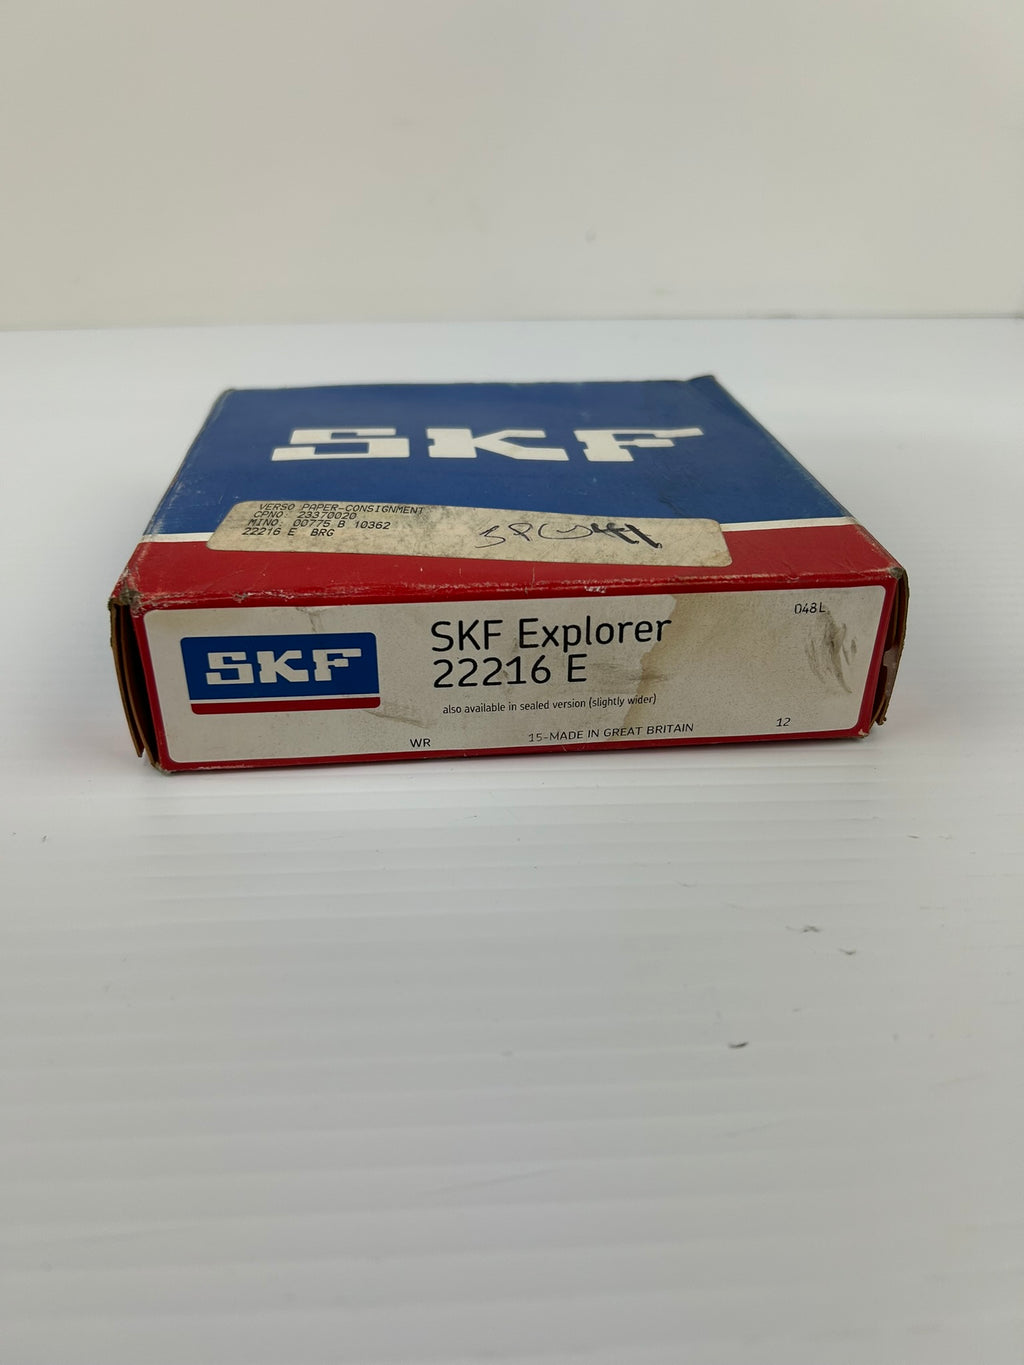 SKF
VERSO PAPER-CONSIGNMENT
CPNO: 23370020
MINO: 00775 B 10362
22216 E BRG
SKF
SKF Explorer
22216 E
also available in sealed version (slightly wider)
048L
WR
15-MADE IN GREAT BRITAIN
12